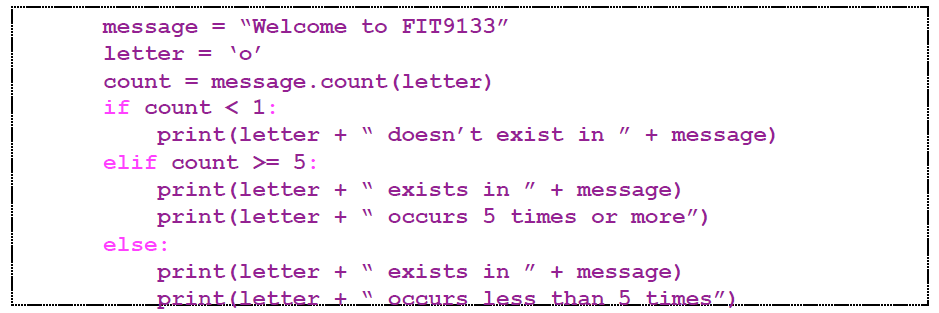 message = “Welcome to FIT9133”
letter = ‘o’
count = message.count(letter)
if count < 1:
    print(letter + “ doesn’t exist in ” + message)
elif count >= 5:
    print(letter + “ exists in ” + message)
    print(letter + “ occurs 5 times or more”)
else:
    print(letter + “ exists in ” + message)
    print(letter + “ occurs less than 5 times”)